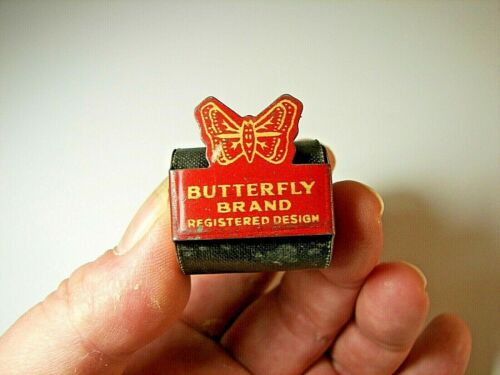 BUTTERFLY
BRAND
REGISTERED DESIGN